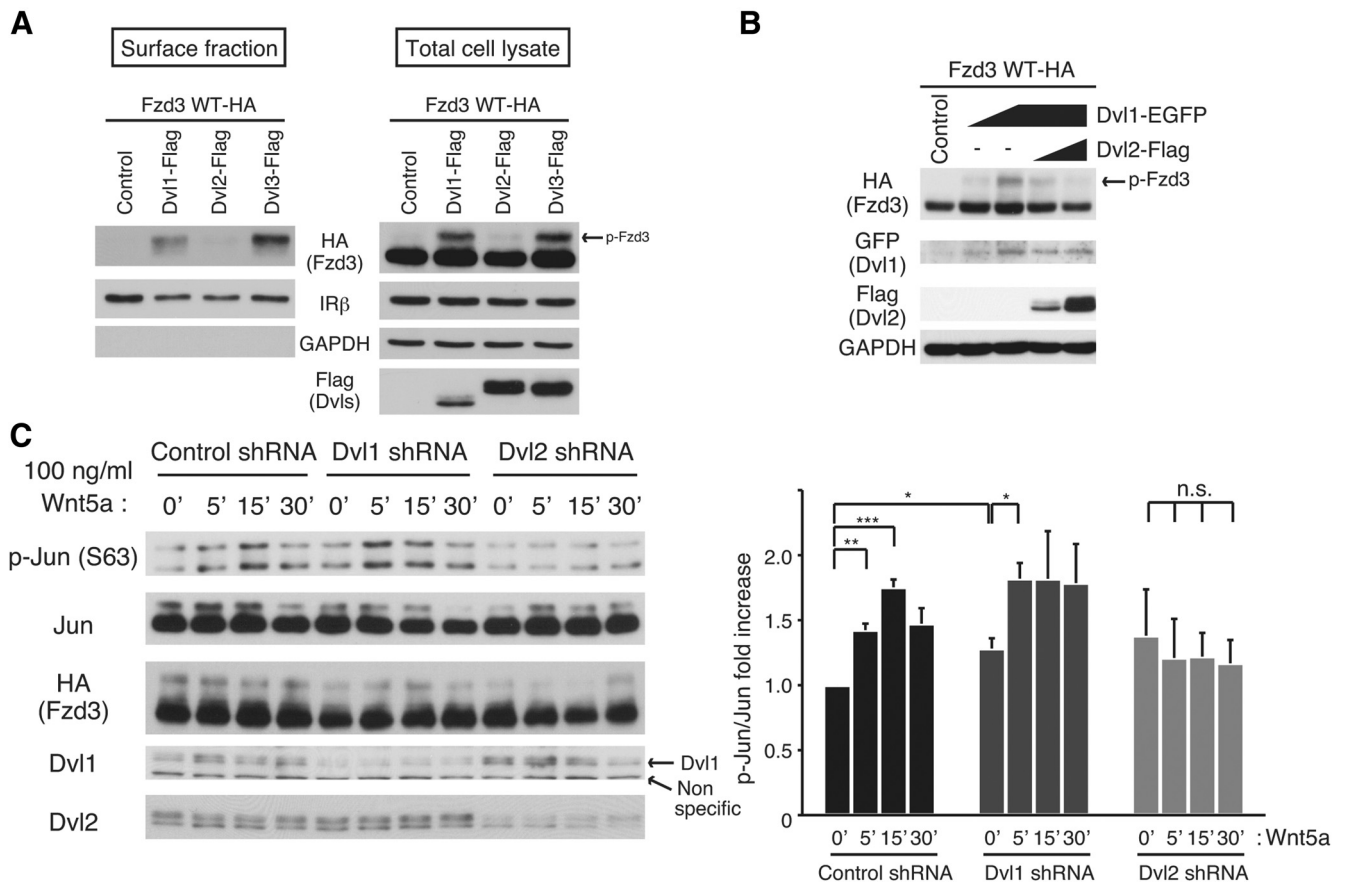 A
Surface fraction
Total cell lysate
Fzd3 WT-HA
Fzd3 WT-HA
Control
Dvl1-Flag
Dvl2-Flag
Dvl3-Flag
Control
Dvl1-Flag
Dvl2-Flag
Dvl3-Flag
HA
(Fzd3)
p-Fzd3
IRβ
GAPDH
Flag
(Dvls)
B
Fzd3 WT-HA
Control
Dvl1-EGFP
- - Dvl2-Flag
HA
(Fzd3)
p-Fzd3
GFP
(Dvl1)
Flag
(Dvl2)
GAPDH
C
Control shRNA Dvl1 shRNA Dvl2 shRNA
100 ng/ml
Wnt5a : 0' 5' 15' 30' 0' 5' 15' 30' 0' 5' 15' 30'
p-Jun (S63)
Jun
HA
(Fzd3)
Dvl1
Dvl1
Non
specific
Dvl2
p-Jun/Jun fold increase
2.0
1.5
1.0
0.5
0
* * n.s.
***
**
0' 5' 15' 30' 0' 5' 15' 30' 0' 5' 15' 30' : Wnt5a
Control shRNA Dvl1 shRNA Dvl2 shRNA